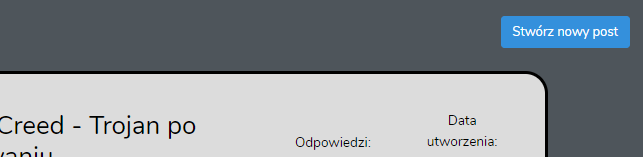 Stwórz nowy post
Creed - Trojan po
Odpowiedzi:
Data
utworzenia: